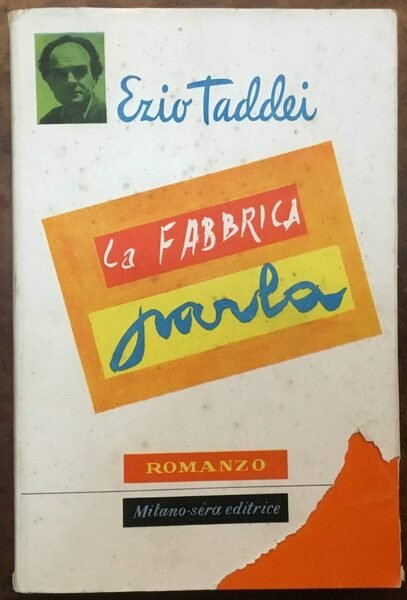 Ezio Taddei
La FABBRICA
parla
ROMANZO
Milano-sera editrice